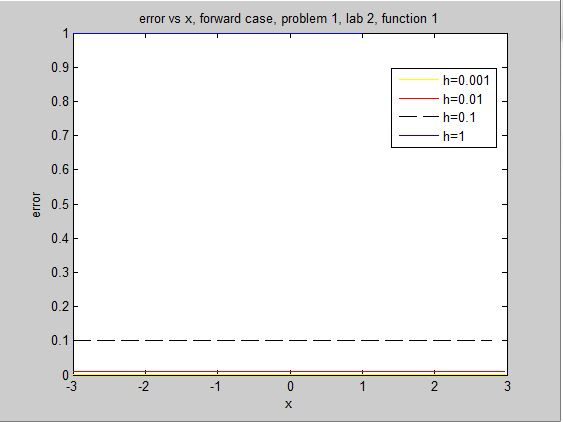 error vs x, forward case, problem 1, lab 2, function 1
1
0.9
0.8
0.7
0.6
0.5
0.4
0.3
0.2
0.1
0
error
h=0.001
h=0.01
h=0.1
h=1
-3 -2 -1 0 1 2 3
x